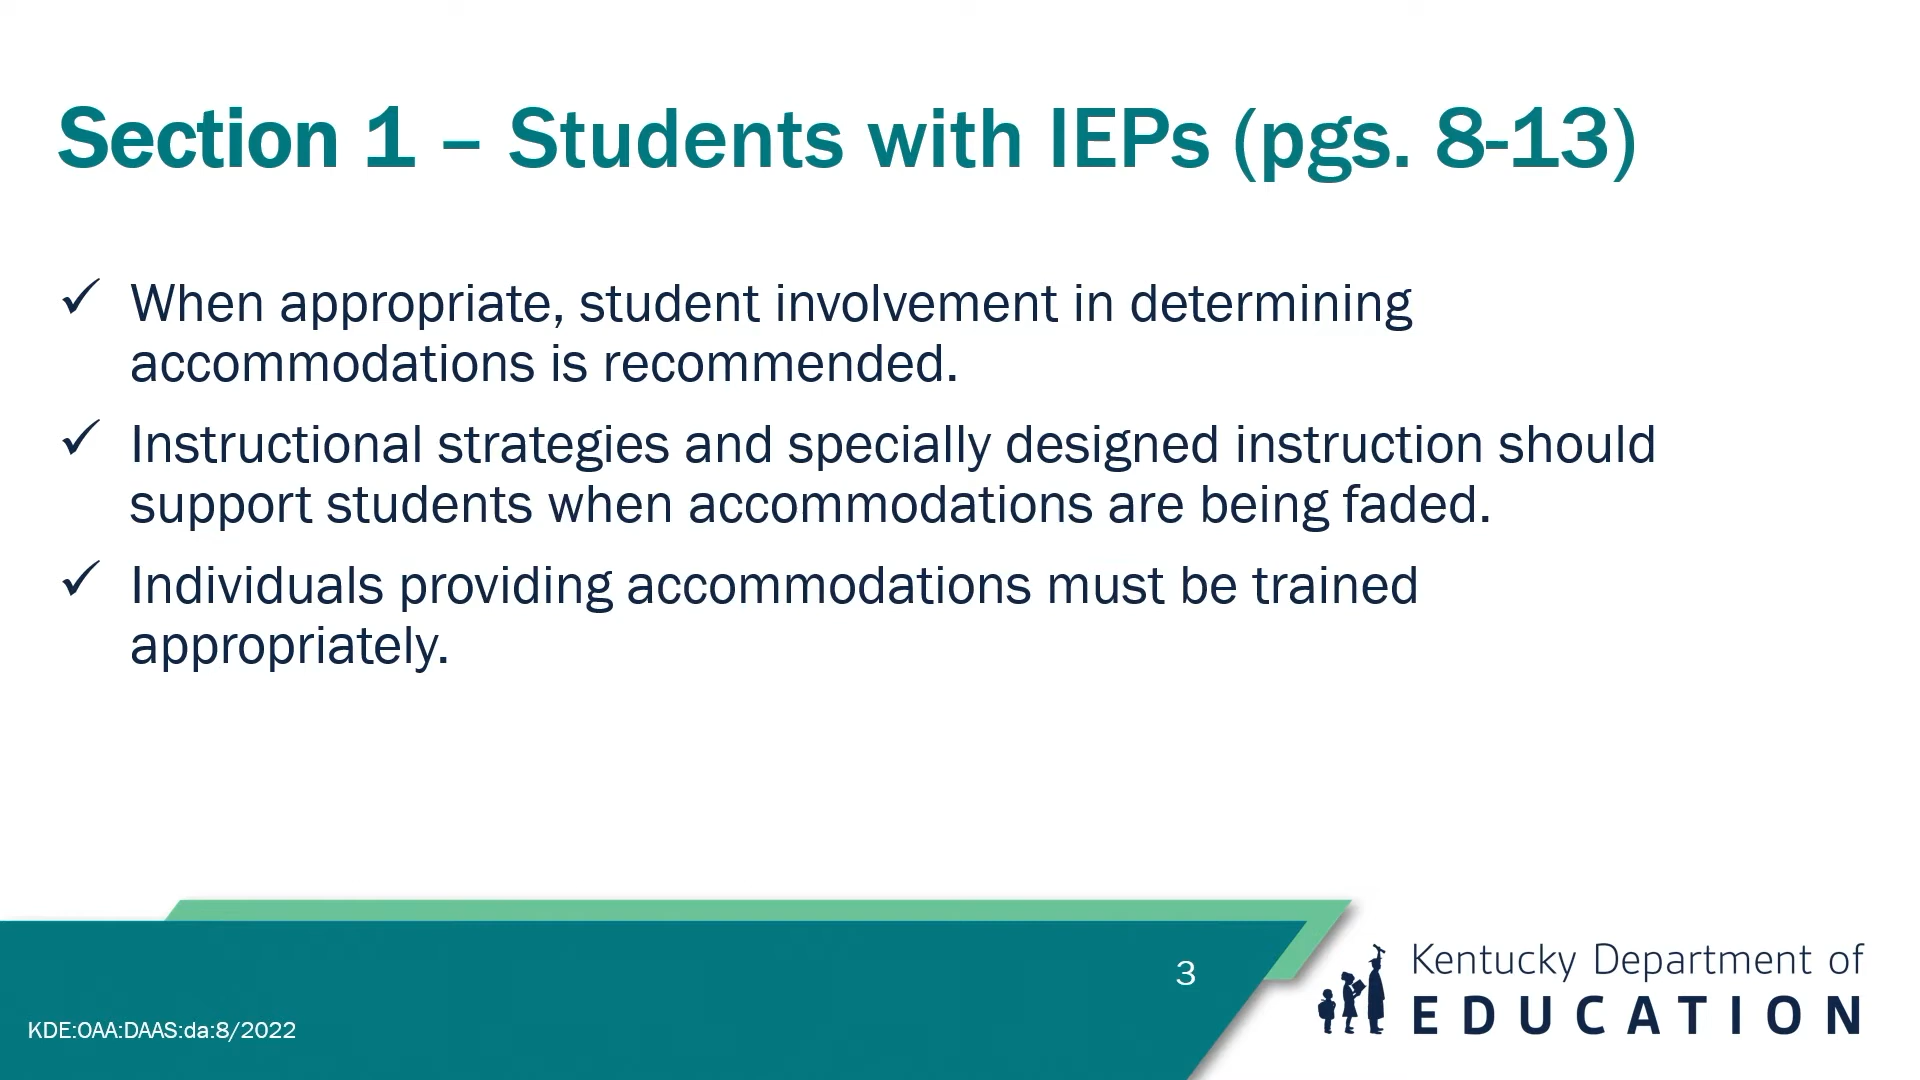 Section 1 – Students with IEPs (pgs. 8-13)
✓ When appropriate, student involvement in determining
accommodations is recommended.
✓ Instructional strategies and specially designed instruction should
support students when accommodations are being faded.
✓ Individuals providing accommodations must be trained
appropriately.
3
KDE:OAA:DAAS:da:8/2022
Kentucky Department of
EDUCATION